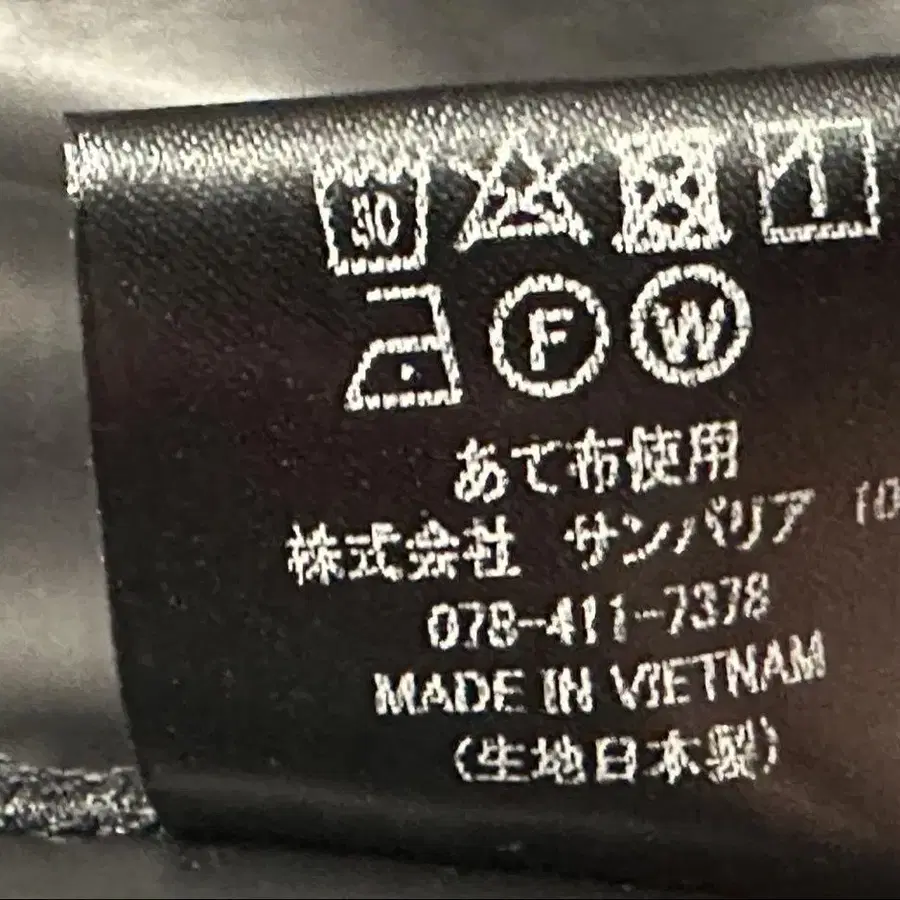 30
F W
あて布使用
株式会社 サンパリア
078-411-7378
MADE IN VIETNAM
(生地日本製)